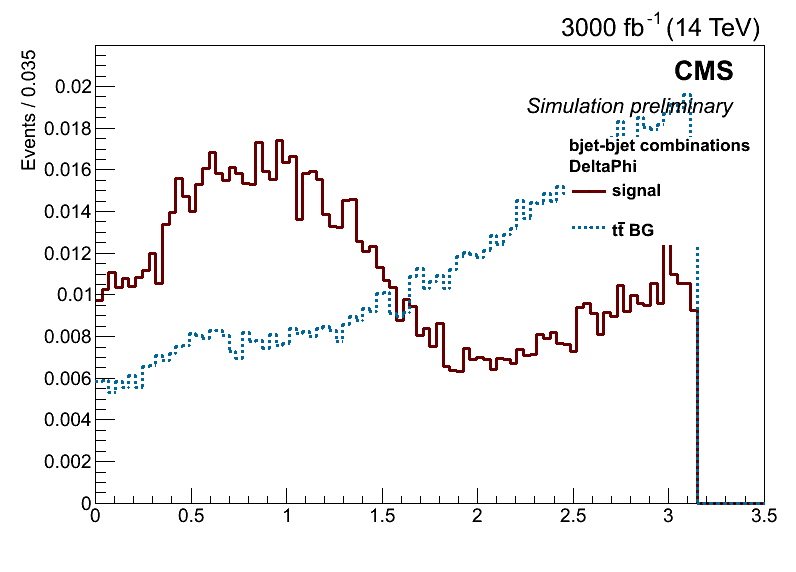 3000 fb⁻¹ (14 TeV)
CMS
Simulation preliminary
Events / 0.035
bjet-bjet combinations
DeltaPhi
signal
tt̄ BG
0.02
0.018
0.016
0.014
0.012
0.01
0.008
0.006
0.004
0.002
0
0 0.5 1 1.5 2 2.5 3 3.5